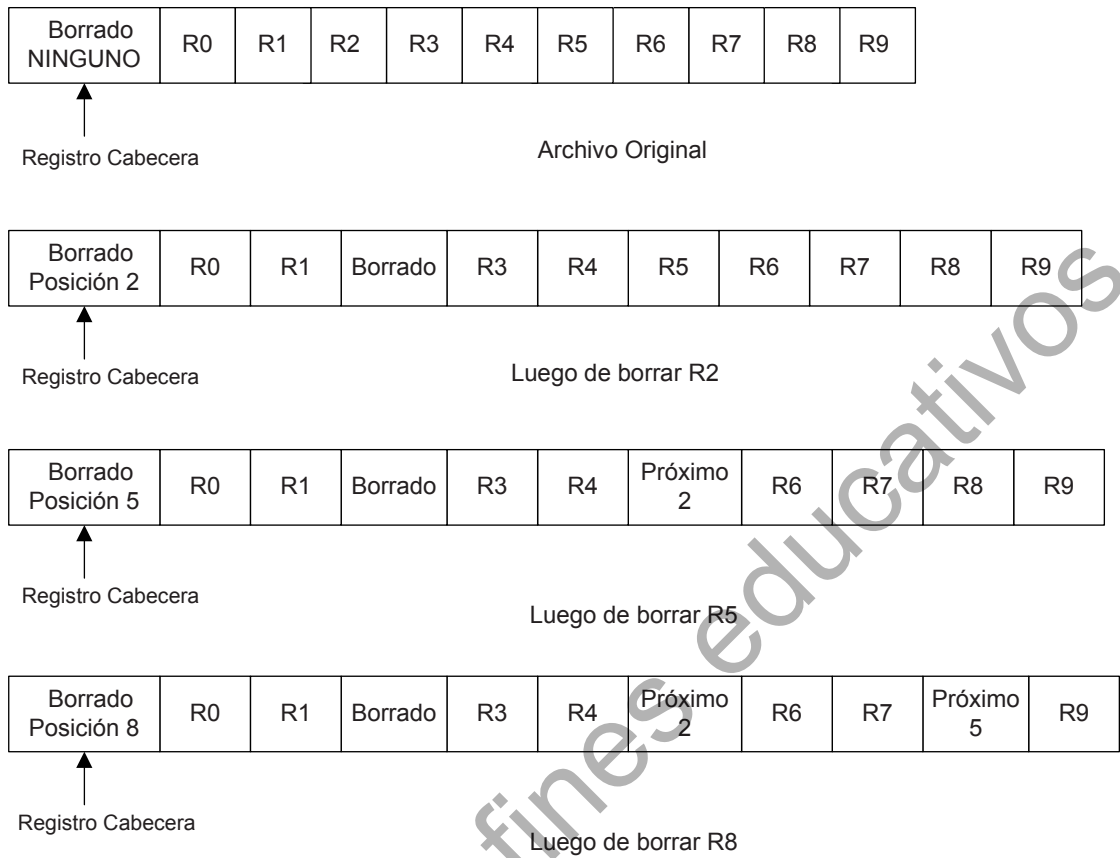 Borrado
NINGUNO
R0
R1
R2
R3
R4
R5
R6
R7
R8
R9
Registro Cabecera
Archivo Original
Borrado
Posición 2
R0
R1
Borrado
R3
R4
R5
R6
R7
R8
R9
Registro Cabecera
Luego de borrar R2
Borrado
Posición 5
R0
R1
Borrado
R3
R4
Próximo
2
R6
R7
R8
R9
Registro Cabecera
Luego de borrar R5
Borrado
Posición 8
R0
R1
Borrado
R3
R4
Próximo
2
R6
R7
Próximo
5
R9
Registro Cabecera
Luego de borrar R8
fines educativos